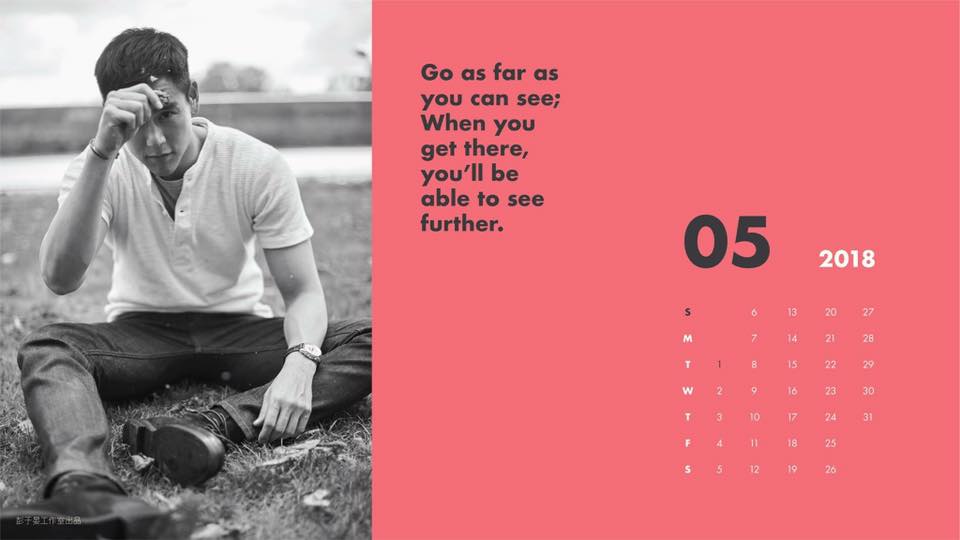 Go as far as
you can see;
When you
get there,
you'll be
able to see
further.
05 2018
S 6 13 20 27
M 7 14 21 28
T 1 8 15 22 29
W 2 9 16 23 30
T 3 10 17 24 31
F 4 11 18 25
S 5 12 19 26
彭于晏工作室出品